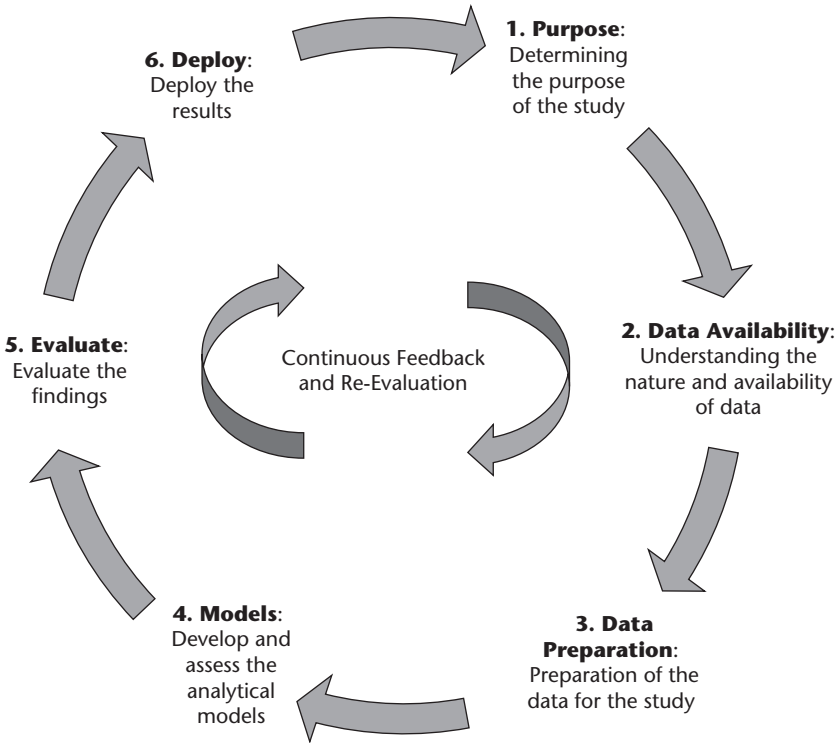 1. Purpose:
Determining
the purpose
of the study
2. Data Availability:
Understanding the
nature and availability
of data
3. Data
Preparation:
Preparation of the
data for the study
4. Models:
Develop and
assess the
analytical
models
5. Evaluate:
Evaluate the
findings
6. Deploy:
Deploy the
results
Continuous Feedback
and Re-Evaluation